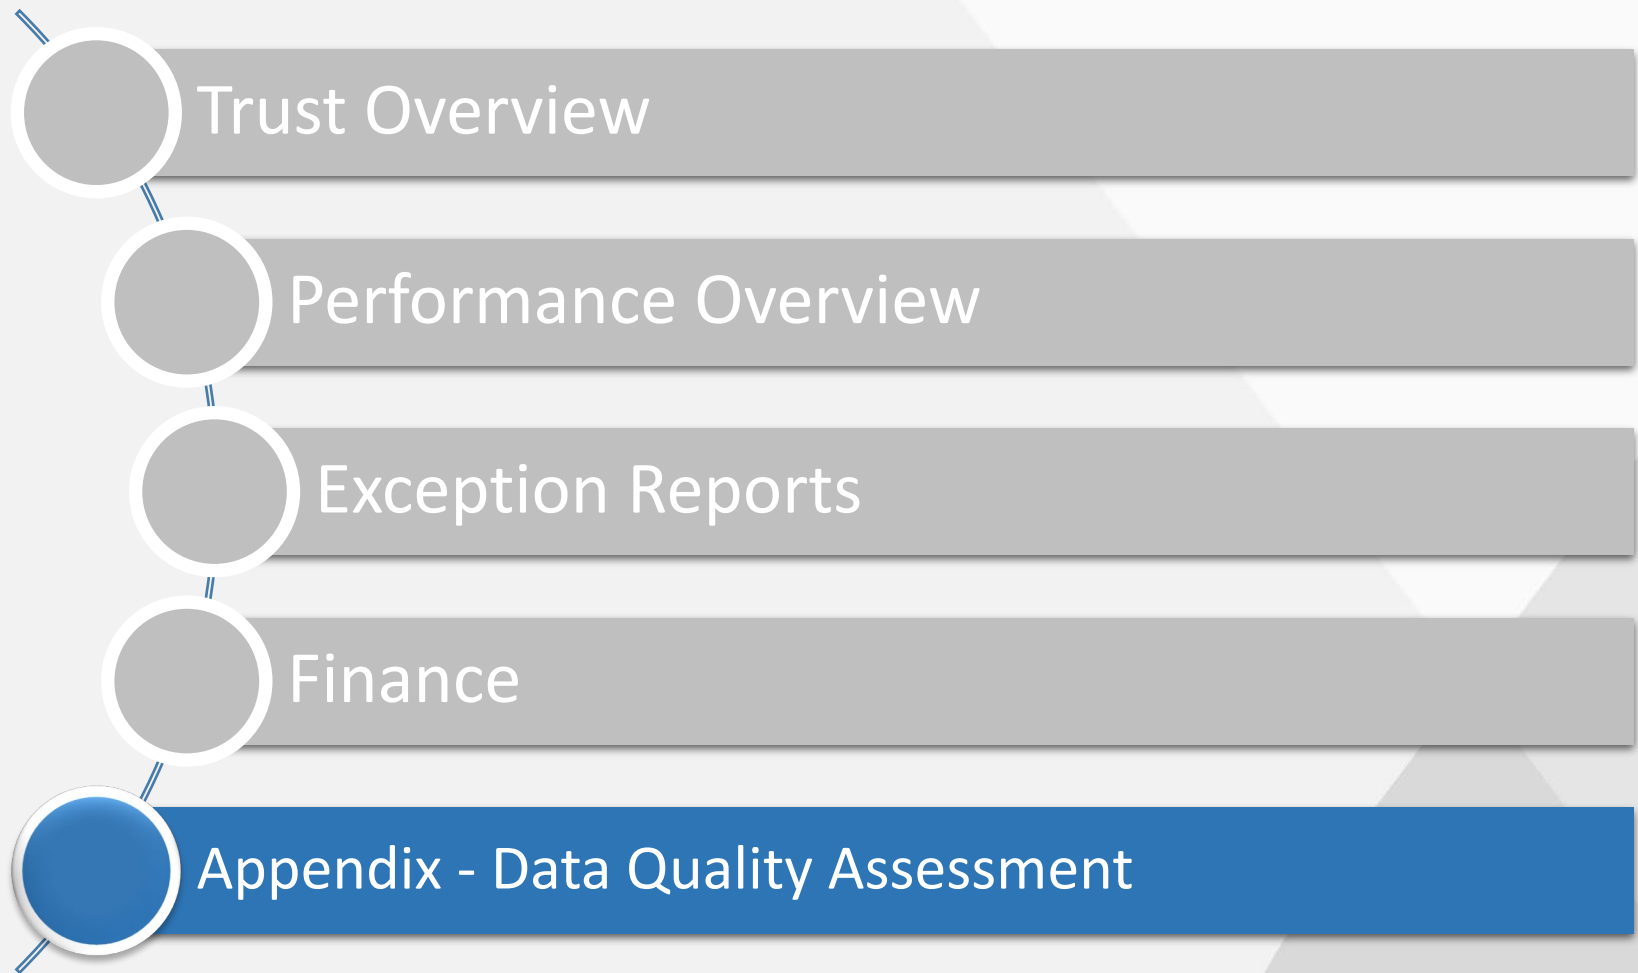 Trust Overview
Performance Overview
Exception Reports
Finance
Appendix - Data Quality Assessment